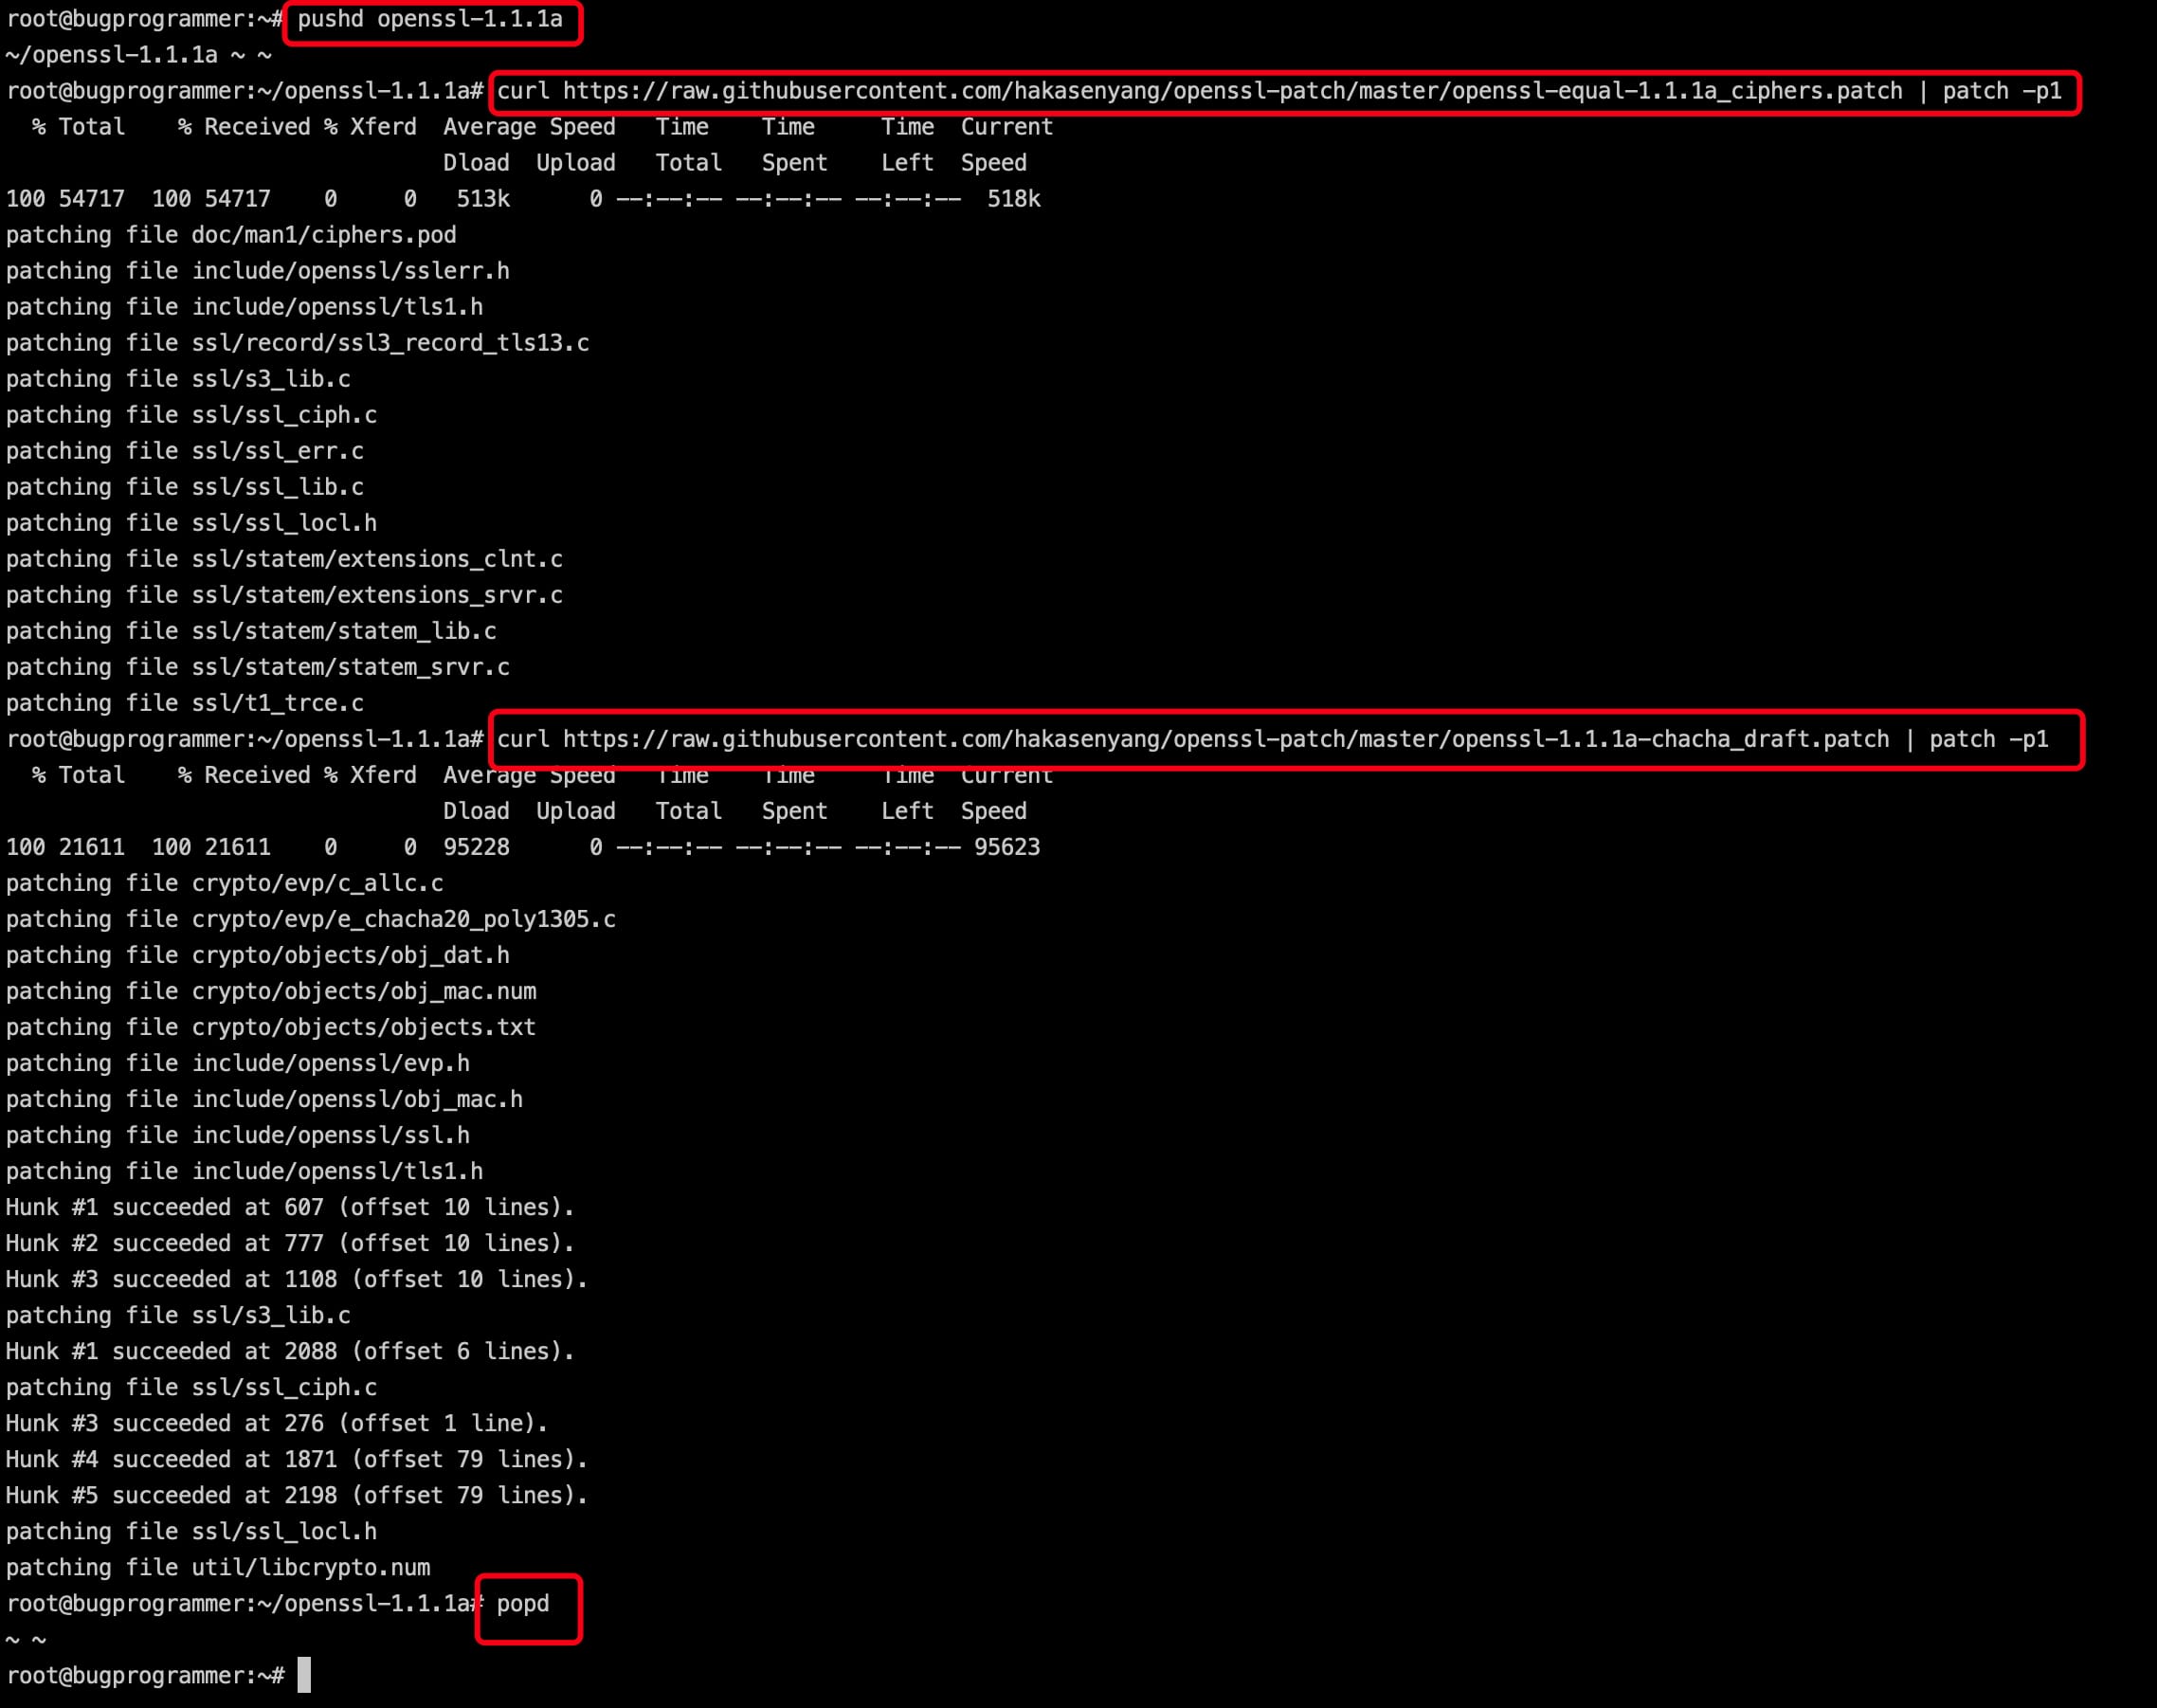 root@bugprogrammer:~# pushd openssl-1.1.1a
~/openssl-1.1.1a ~ ~
root@bugprogrammer:~/openssl-1.1.1a# curl https://raw.githubusercontent.com/hakasenyang/openssl-patch/master/openssl-equal-1.1.1a_ciphers.patch | patch -p1
  % Total    % Received % Xferd  Average Speed   Time    Time     Time  Current
                                 Dload  Upload   Total   Spent    Left  Speed
100 54717  100 54717    0     0   513k      0 --:--:-- --:--:-- --:--:--  518k
patching file doc/man1/ciphers.pod
patching file include/openssl/sslerr.h
patching file include/openssl/tls1.h
patching file ssl/record/ssl3_record_tls13.c
patching file ssl/s3_lib.c
patching file ssl/ssl_ciph.c
patching file ssl/ssl_err.c
patching file ssl/ssl_lib.c
patching file ssl/ssl_locl.h
patching file ssl/statem/extensions_clnt.c
patching file ssl/statem/extensions_srvr.c
patching file ssl/statem/statem_lib.c
patching file ssl/statem/statem_srvr.c
patching file ssl/t1_trce.c
root@bugprogrammer:~/openssl-1.1.1a# curl https://raw.githubusercontent.com/hakasenyang/openssl-patch/master/openssl-1.1.1a-chacha_draft.patch | patch -p1
  % Total    % Received % Xferd  Average Speed   Time    Time     Time  Current
                                 Dload  Upload   Total   Spent    Left  Speed
100 21611  100 21611    0     0  95228      0 --:--:-- --:--:-- --:--:-- 95623
patching file crypto/evp/c_allc.c
patching file crypto/evp/e_chacha20_poly1305.c
patching file crypto/objects/obj_dat.h
patching file crypto/objects/obj_mac.num
patching file crypto/objects/objects.txt
patching file include/openssl/evp.h
patching file include/openssl/obj_mac.h
patching file include/openssl/ssl.h
patching file include/openssl/tls1.h
Hunk #1 succeeded at 607 (offset 10 lines).
Hunk #2 succeeded at 777 (offset 10 lines).
Hunk #3 succeeded at 1108 (offset 10 lines).
patching file ssl/s3_lib.c
Hunk #1 succeeded at 2088 (offset 6 lines).
patching file ssl/ssl_ciph.c
Hunk #3 succeeded at 276 (offset 1 line).
Hunk #4 succeeded at 1871 (offset 79 lines).
Hunk #5 succeeded at 2198 (offset 79 lines).
patching file ssl/ssl_locl.h
patching file util/libcrypto.num
root@bugprogrammer:~/openssl-1.1.1a# popd
~ ~
root@bugprogrammer:~#